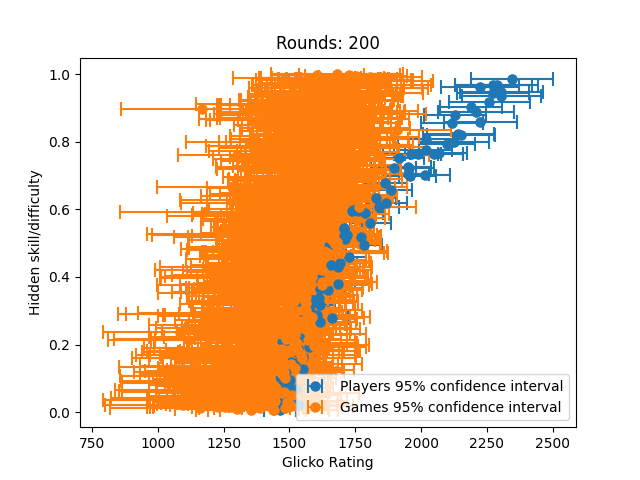 Rounds: 200
1.0
0.8
0.6
0.4
0.2
0.0
Hidden skill/difficulty
Players 95% confidence interval
Games 95% confidence interval
750 1000 1250 1500 1750 2000 2250 2500
Glicko Rating